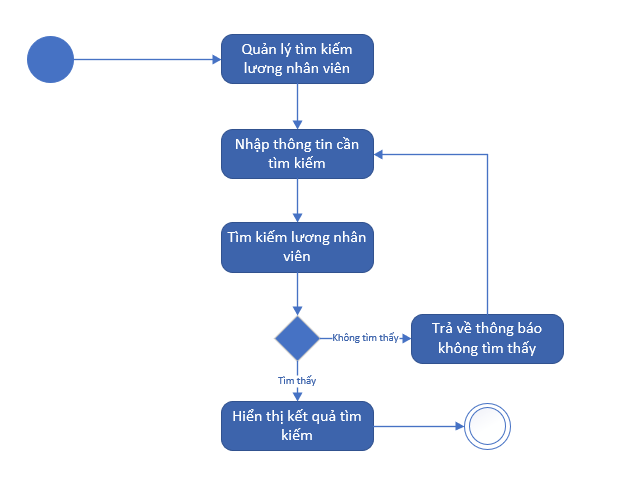 Quản lý tìm kiếm
lương nhân viên
Nhập thông tin cần
tìm kiếm
Tìm kiếm lương nhân
viên
Không tìm thấy
Trả về thông báo
không tìm thấy
Tìm thấy
Hiển thị kết quả tìm
kiếm